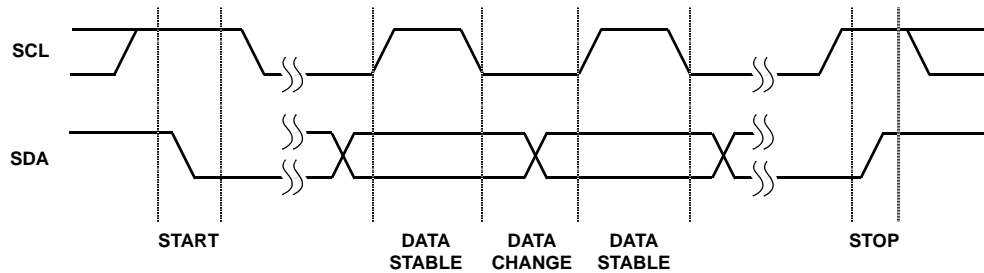 SCL
SDA
START
DATA
STABLE
DATA
CHANGE
DATA
STABLE
STOP